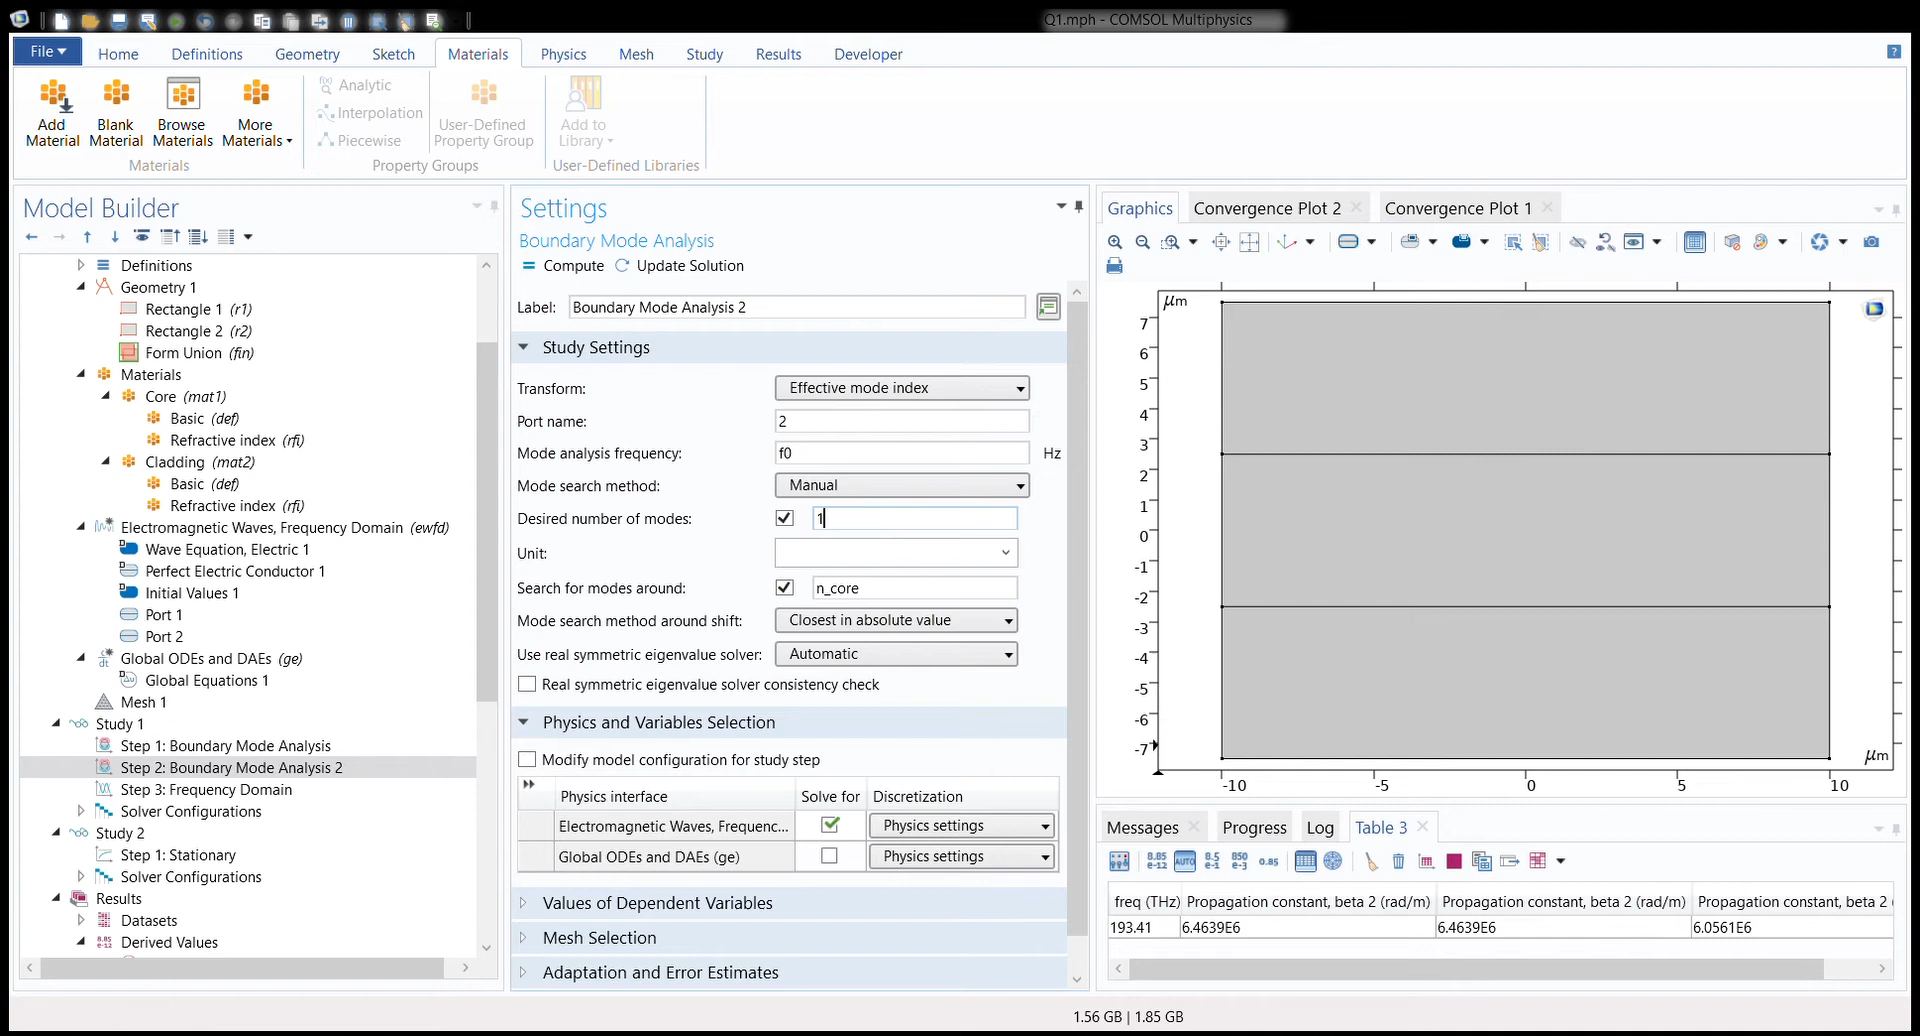 Q1.mph - COMSOL Multiphysics
File
Home
Definitions
Geometry
Sketch
Materials
Physics
Mesh
Study
Results
Developer
Add Material
Blank Material
Browse Materials
More Materials
Materials
Analytic
Interpolation
Piecewise
User-Defined Property Group
Property Groups
Add to Library
User-Defined Libraries
Model Builder
Definitions
Geometry 1
Rectangle 1 (r1)
Rectangle 2 (r2)
Form Union (fin)
Materials
Core (mat1)
Basic (def)
Refractive index (rfi)
Cladding (mat2)
Basic (def)
Refractive index (rfi)
Electromagnetic Waves, Frequency Domain (ewfd)
Wave Equation, Electric 1
Perfect Electric Conductor 1
Initial Values 1
Port 1
Port 2
Global ODEs and DAEs (ge)
Global Equations 1
Mesh 1
Study 1
Step 1: Boundary Mode Analysis
Step 2: Boundary Mode Analysis 2
Step 3: Frequency Domain
Solver Configurations
Study 2
Step 1: Stationary
Solver Configurations
Results
Datasets
8.85
e-12
Derived Values
Settings
Boundary Mode Analysis
= Compute
Update Solution
Label: Boundary Mode Analysis 2
Study Settings
Transform: Effective mode index
Port name: 2
Mode analysis frequency: f0 Hz
Mode search method: Manual
Desired number of modes: 1
Unit:
Search for modes around: n_core
Mode search method around shift: Closest in absolute value
Use real symmetric eigenvalue solver: Automatic
Real symmetric eigenvalue solver consistency check
Physics and Variables Selection
Modify model configuration for study step
Physics interface Solve for Discretization
Electromagnetic Waves, Frequenc... Physics settings
Global ODEs and DAEs (ge) Physics settings
Values of Dependent Variables
Mesh Selection
Adaptation and Error Estimates
Graphics
Convergence Plot 2
Convergence Plot 1
µm
7
6
5
4
3
2
1
0
-1
-2
-3
-4
-5
-6
-7
µm
-10 -5 0 5 10
Messages
Progress
Log
Table 3
8.85
e-12
AUTO
8.5
e-1
850
e-3
0.85
freq (THz) Propagation constant, beta 2 (rad/m) Propagation constant, beta 2 (rad/m) Propagation constant, beta 2 (
193.41 6.4639E6 6.4639E6 6.0561E6
1.56 GB | 1.85 GB